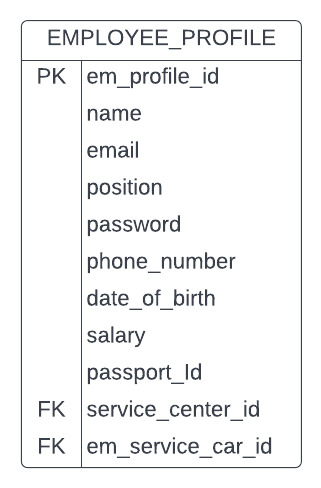 EMPLOYEE_PROFILE
PK em_profile_id
name
email
position
password
phone_number
date_of_birth
salary
passport_Id
FK service_center_id
FK em_service_car_id